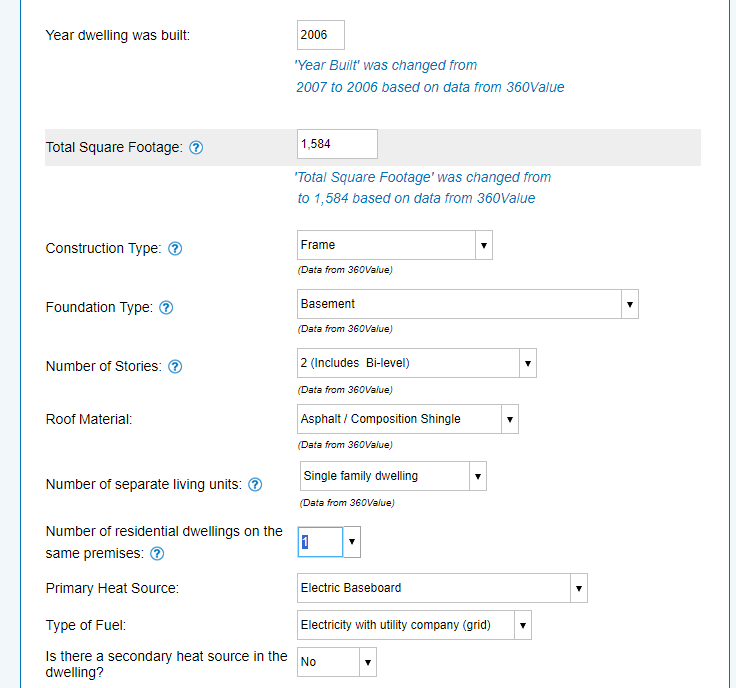 Year dwelling was built: 2006
'Year Built' was changed from
2007 to 2006 based on data from 360Value
Total Square Footage: ? 1,584
'Total Square Footage' was changed from
to 1,584 based on data from 360Value
Construction Type: ? Frame
(Data from 360Value)
Foundation Type: ? Basement
(Data from 360Value)
Number of Stories: ? 2 (Includes  Bi-level)
(Data from 360Value)
Roof Material: Asphalt / Composition Shingle
(Data from 360Value)
Number of separate living units: ? Single family dwelling
(Data from 360Value)
Number of residential dwellings on the
same premises: ? 1
Primary Heat Source: Electric Baseboard
Type of Fuel: Electricity with utility company (grid)
Is there a secondary heat source in the
dwelling? No